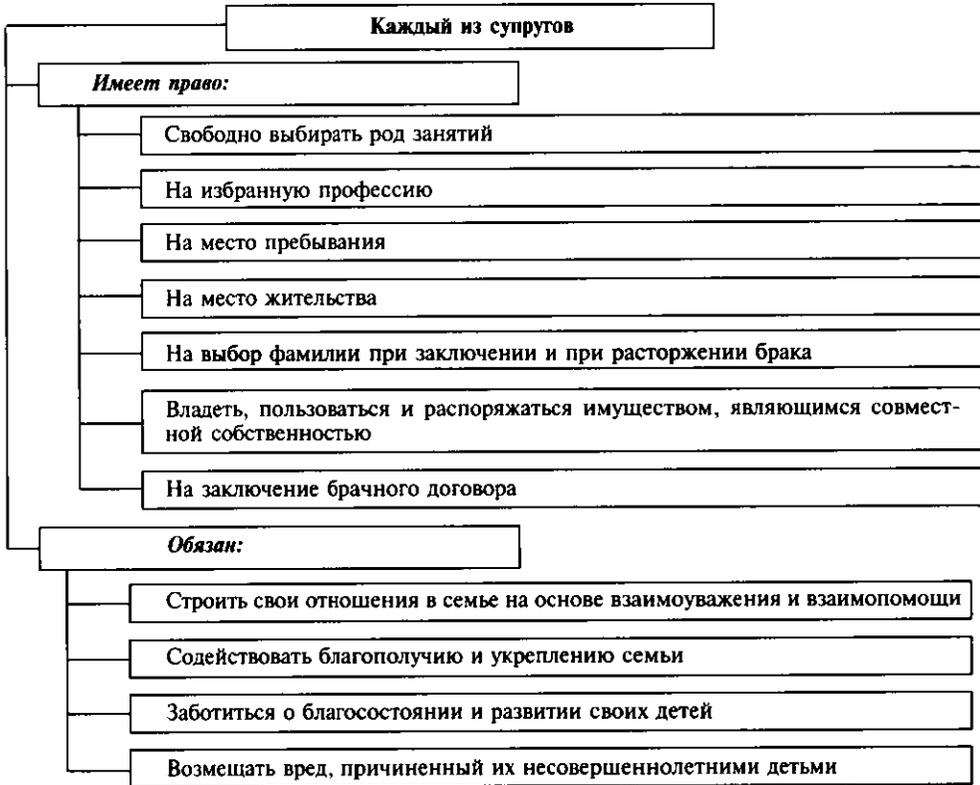 Каждый из супругов
Имеет право:
Свободно выбирать род занятий
На избранную профессию
На место пребывания
На место жительства
На выбор фамилии при заключении и при расторжении брака
Владеть, пользоваться и распоряжаться имуществом, являющимся совмест-
ной собственностью
На заключение брачного договора
Обязан:
Строить свои отношения в семье на основе взаимоуважения и взаимопомощи
Содействовать благополучию и укреплению семьи
Заботиться о благосостоянии и развитии своих детей
Возмещать вред, причиненный их несовершеннолетними детьми